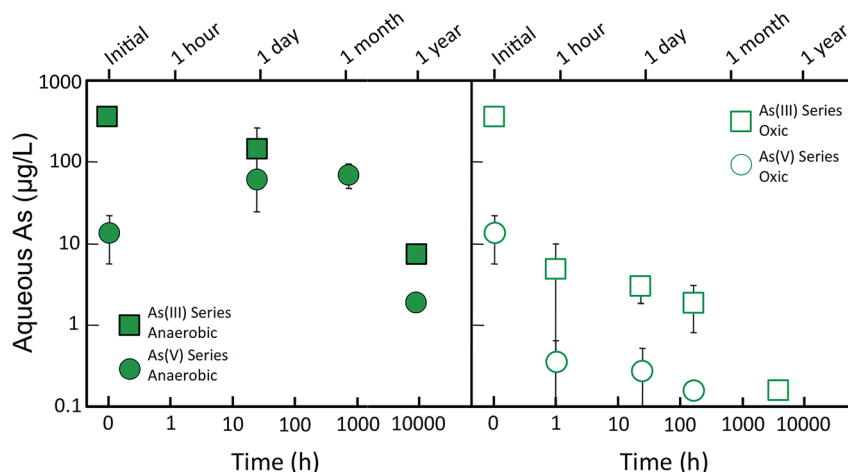 Initial 1 hour 1 day 1 month 1 year Initial 1 hour 1 day 1 month 1 year
1000
100
10
1
0.1
Aqueous As (µg/L)
As(III) Series
Anaerobic
As(V) Series
Anaerobic
As(III) Series
Oxic
As(V) Series
Oxic
0 1 10 100 1000 10000 0 1 10 100 1000 10000
Time (h) Time (h)